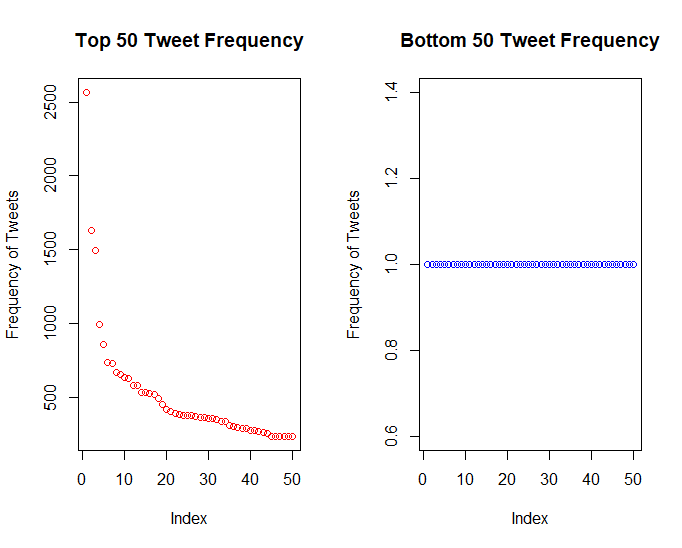 Top 50 Tweet Frequency
Frequency of Tweets
2500
2000
1500
1000
500
0 10 20 30 40 50
Index
Bottom 50 Tweet Frequency
Frequency of Tweets
1.4
1.2
1.0
0.8
0.6
0 10 20 30 40 50
Index